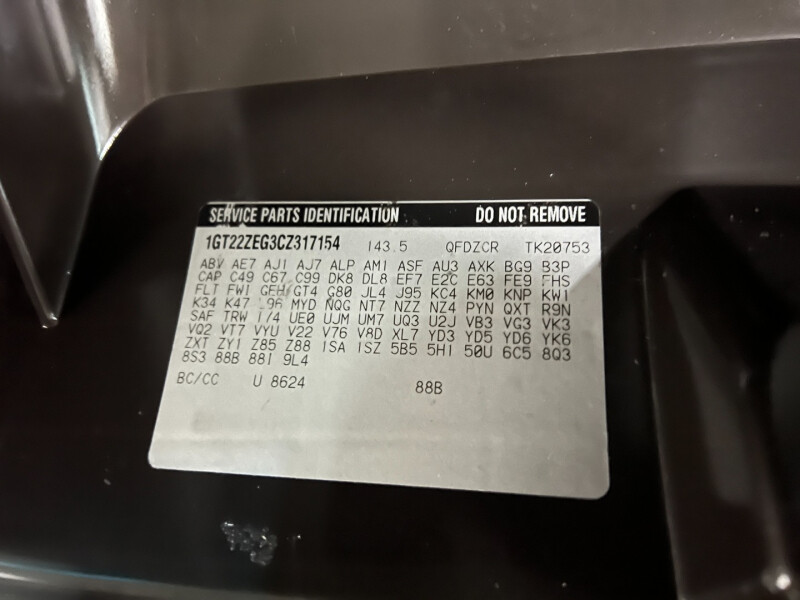 SERVICE PARTS IDENTIFICATION DO NOT REMOVE
1GT22ZEG3CZ317154 143.5 QFDZCR TK20753
ABV AE7 AJ1 AJ7 ALP AM1 ASF AU3 AXK BG9 B3P
CAP C49 C67 C99 DK8 DL8 EF7 E2C E63 FE9 FHS
FLT FW1 GEH GT4 G80 JL4 J95 KC4 KM0 KNP KW1
K34 K47 L96 MYD NQG NT7 NZZ NZ4 PYN QXT R9N
SAF TRW T74 UE0 UJM UM7 UQ3 U2J VB3 VG3 VK3
VQ2 VT7 VYU V22 V76 V8D XL7 YD3 YD5 YD6 YK6
ZXT ZY1 Z85 Z88 1SA 1SZ 5B5 5H1 50U 6C5 8Q3
8S3 88B 88I 9L4
BC/CC U 8624 88B